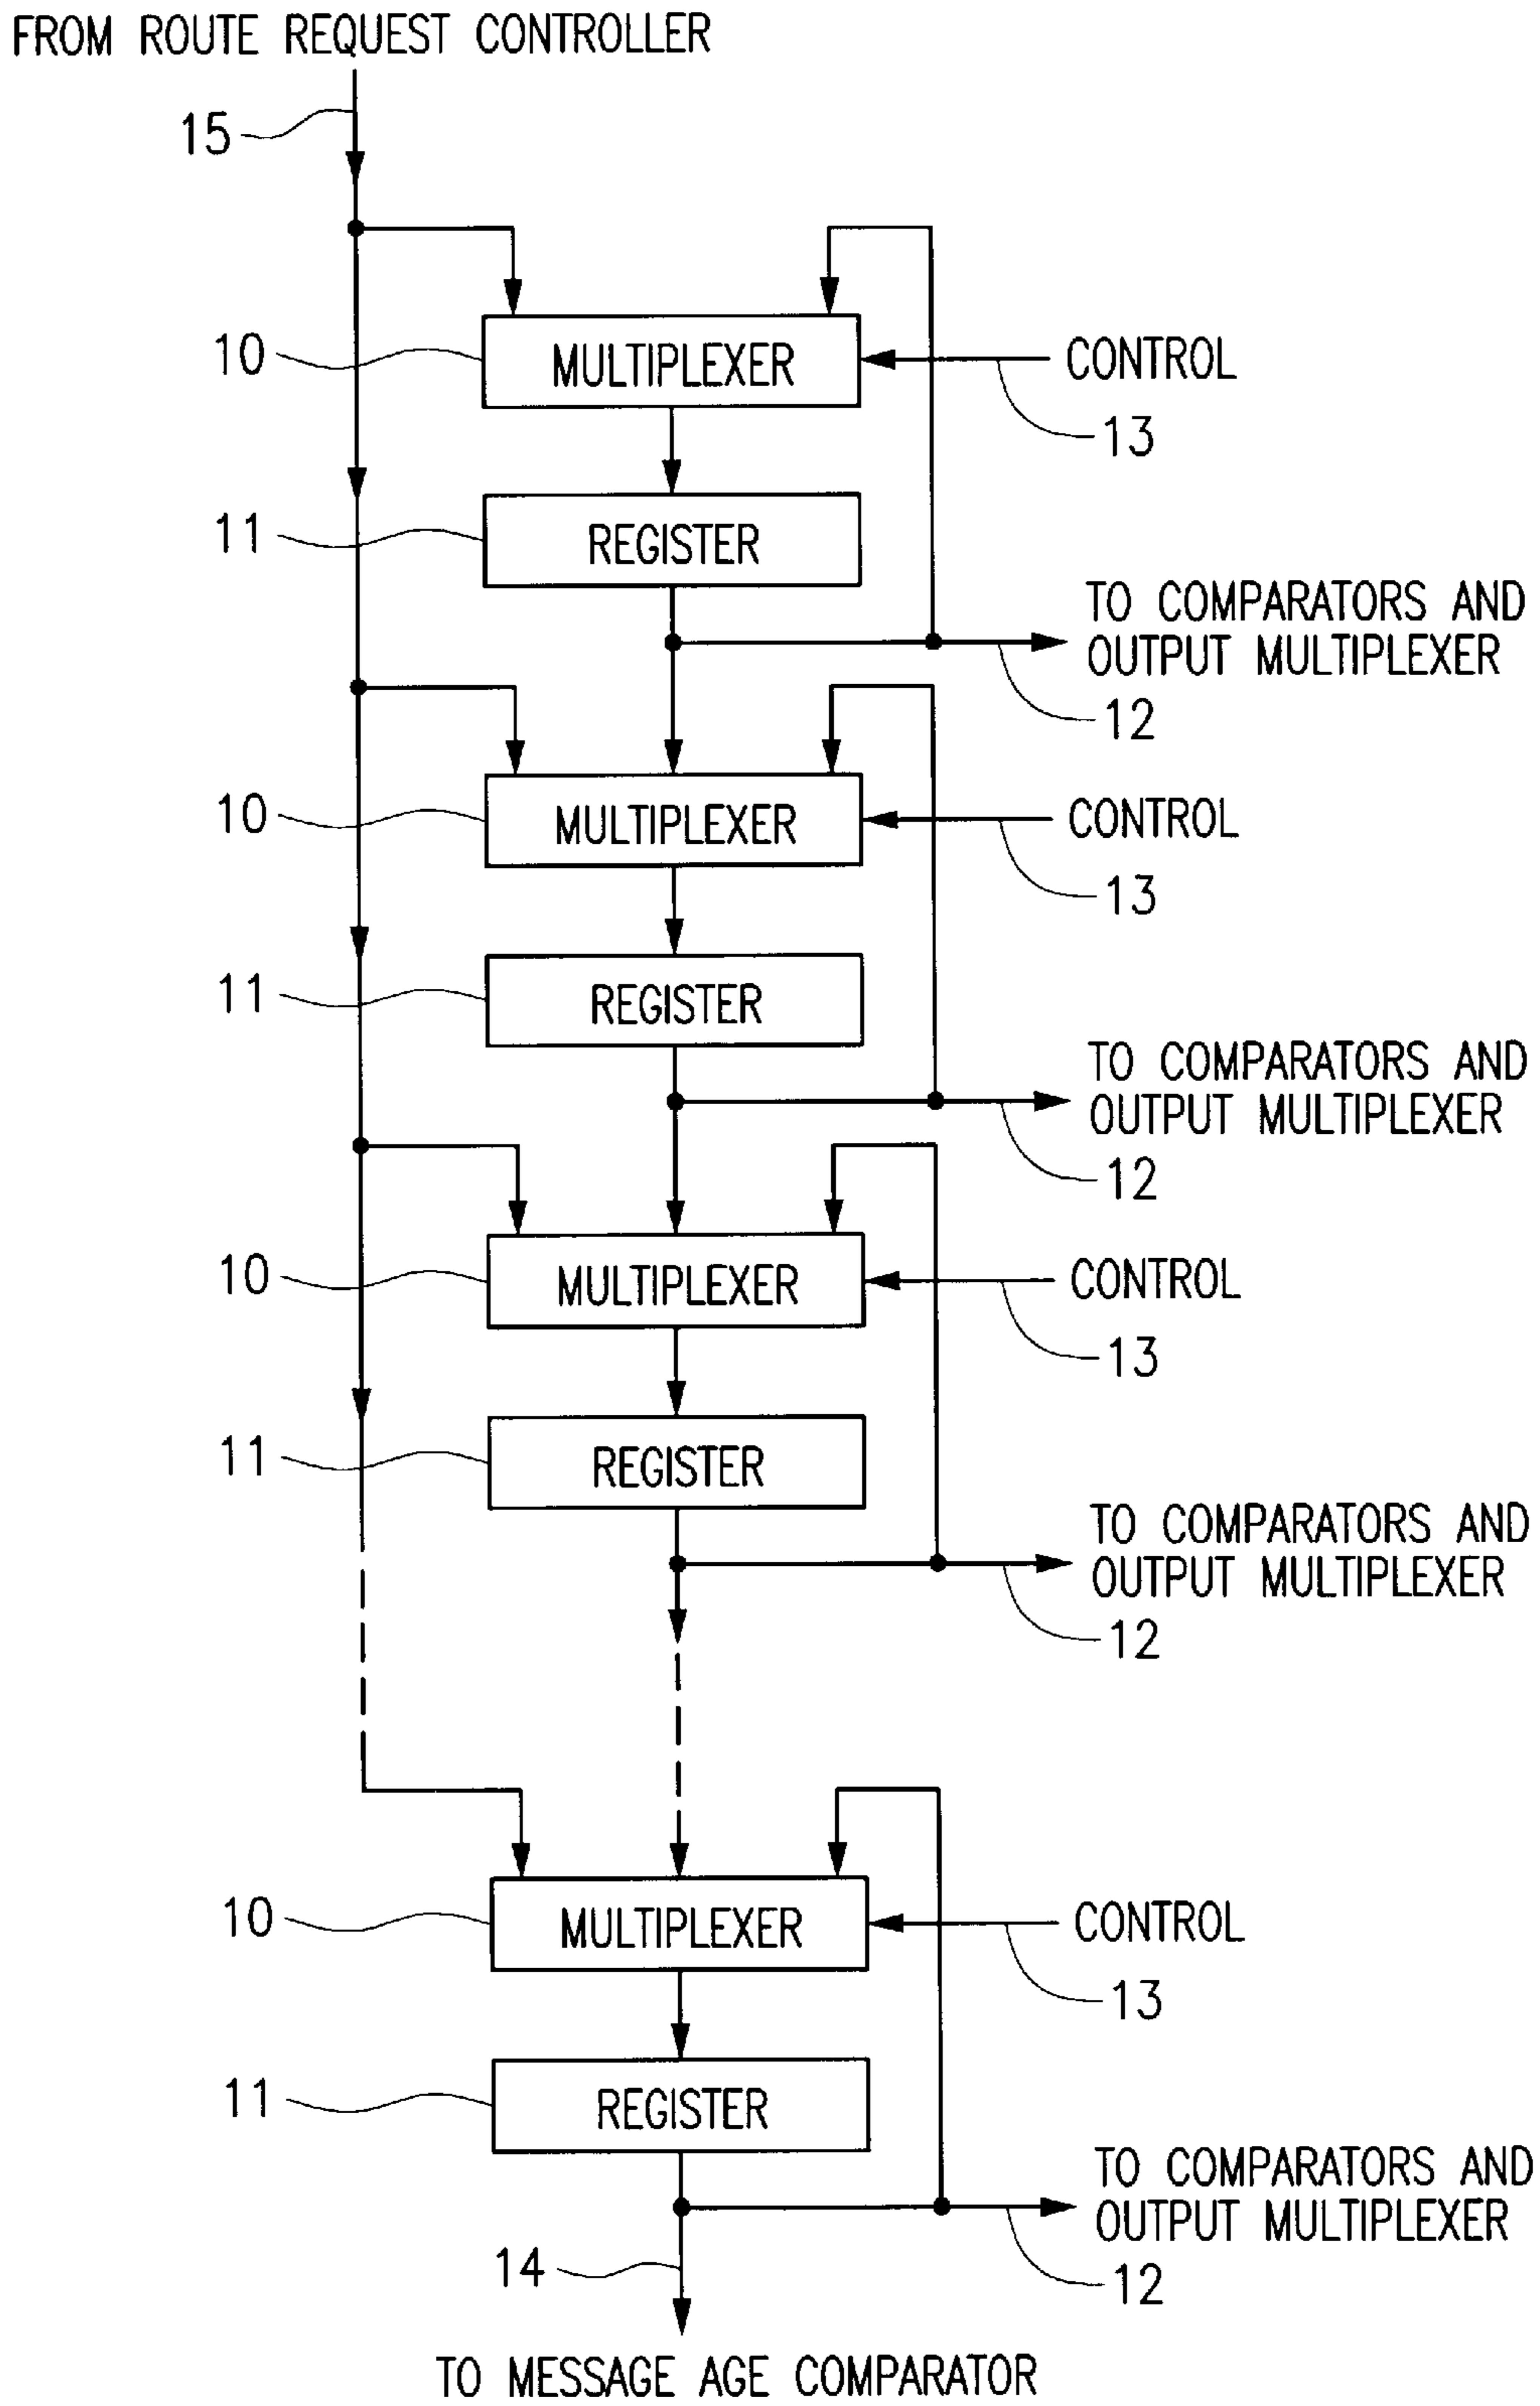 FROM ROUTE REQUEST CONTROLLER
15
10
MULTIPLEXER
CONTROL
13
11
REGISTER
TO COMPARATORS AND
OUTPUT MULTIPLEXER
12
10
MULTIPLEXER
CONTROL
13
11
REGISTER
TO COMPARATORS AND
OUTPUT MULTIPLEXER
12
10
MULTIPLEXER
CONTROL
13
11
REGISTER
TO COMPARATORS AND
OUTPUT MULTIPLEXER
12
10
MULTIPLEXER
CONTROL
13
11
REGISTER
TO COMPARATORS AND
OUTPUT MULTIPLEXER
14
12
TO MESSAGE AGE COMPARATOR